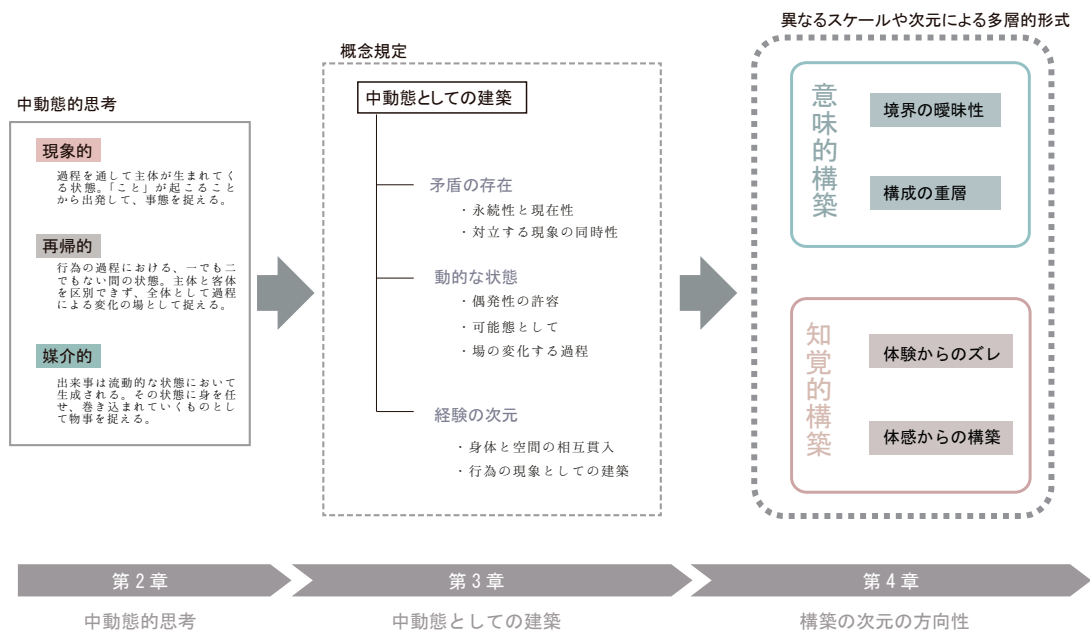 中動態的思考
現象的
過程を通して主体が生まれてく
る状態。「こと」が起こること
から出発して、事態を捉える。
再帰的
行為の過程における、一でも二
でもない間の状態。主体と客体
を区別できず、全体として過程
による変化の場として捉える。
媒介的
出来事は流動的な状態において
生成される。その状態に身を任
せ、巻き込まれていくものとし
て物事を捉える。
概念規定
中動態としての建築
矛盾の存在
・永続性と現在性
・対立する現象の同時性
動的な状態
・偶発性の許容
・可能態として
・場の変化する過程
経験の次元
・身体と空間の相互貫入
・行為の現象としての建築
異なるスケールや次元による多層的形式
意味的構築
境界の曖昧性
構成の重層
知覚的構築
体験からのズレ
体感からの構築
第2章
第3章
第4章
中動態的思考
中動態としての建築
構築の次元の方向性